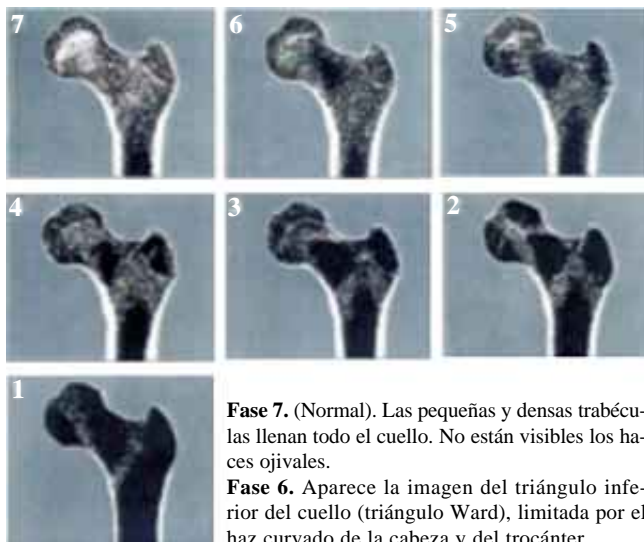 7
6
5
4
3
2
1
Fase 7. (Normal). Las pequeñas y densas trabécu-
las llenan todo el cuello. No están visibles los ha-
ces ojivales.
Fase 6. Aparece la imagen del triángulo infe-
rior del cuello (triángulo Ward), limitada por el
haz curvado de la cabeza y del trocánter